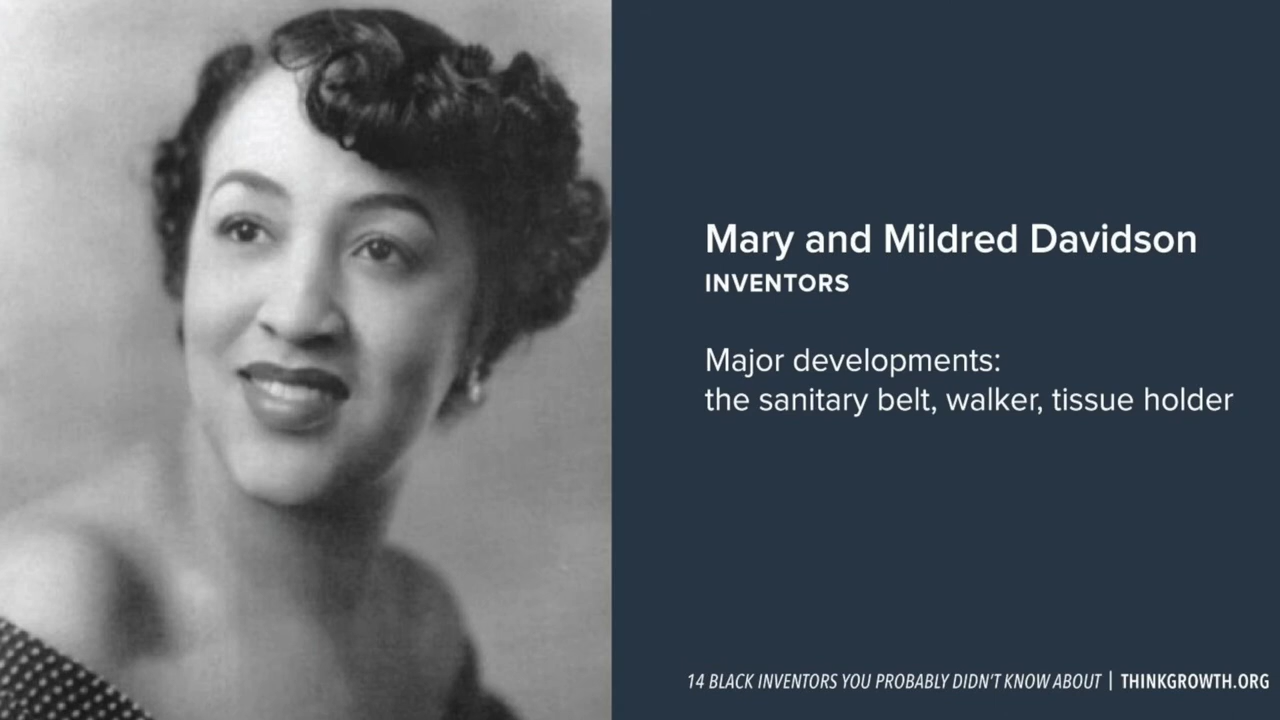 Mary and Mildred Davidson
INVENTORS
Major developments:
the sanitary belt, walker, tissue holder
14 BLACK INVENTORS YOU PROBABLY DIDN'T KNOW ABOUT | THINKGROWTH.ORG